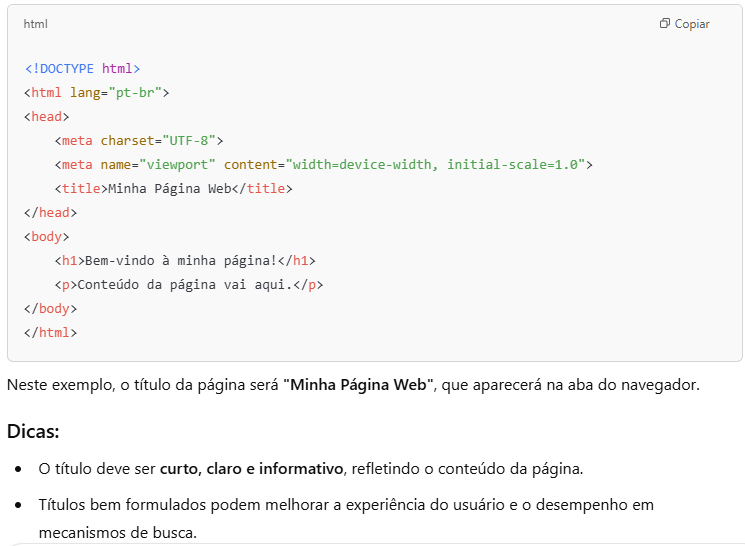 html
Copiar
<!DOCTYPE html>
<html lang="pt-br">
<head>
    <meta charset="UTF-8">
    <meta name="viewport" content="width=device-width, initial-scale=1.0">
    <title>Minha Página Web</title>
</head>
<body>
    <h1>Bem-vindo à minha página!</h1>
    <p>Conteúdo da página vai aqui.</p>
</body>
</html>
Neste exemplo, o título da página será "Minha Página Web", que aparecerá na aba do navegador.
Dicas:
• O título deve ser curto, claro e informativo, refletindo o conteúdo da página.
• Títulos bem formulados podem melhorar a experiência do usuário e o desempenho em
mecanismos de busca.